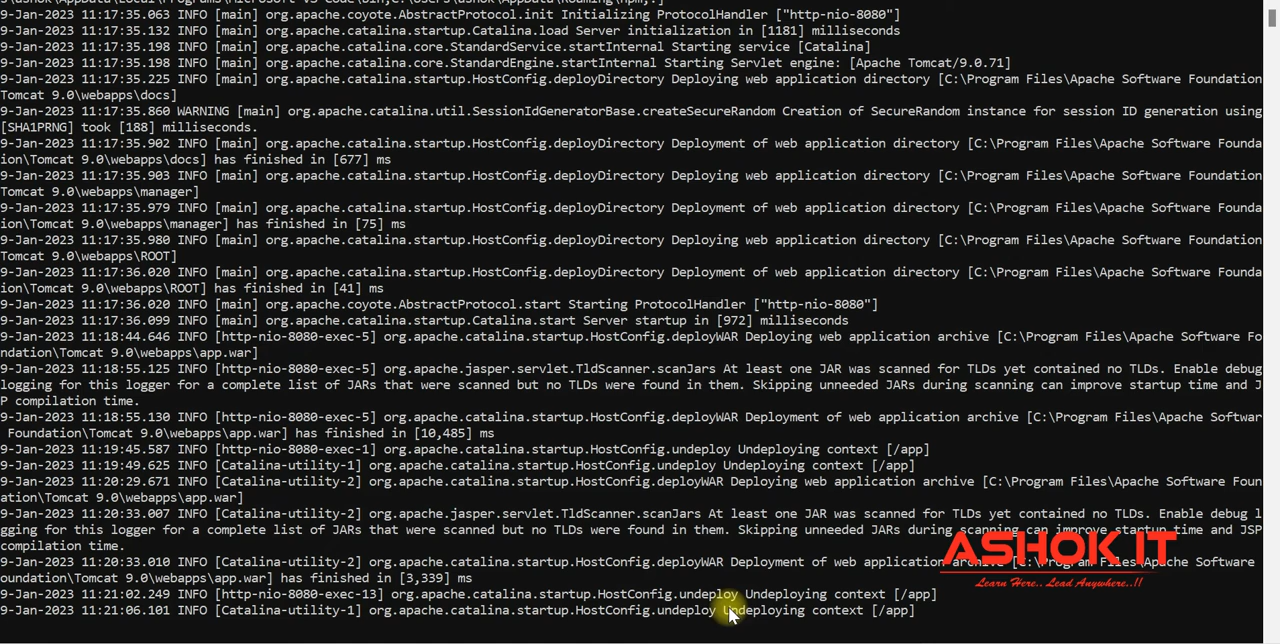 9-Jan-2023 11:17:35.063 INFO [main] org.apache.coyote.AbstractProtocol.init Initializing ProtocolHandler ["http-nio-8080"]
9-Jan-2023 11:17:35.132 INFO [main] org.apache.catalina.startup.Catalina.load Server initialization in [1181] milliseconds
9-Jan-2023 11:17:35.198 INFO [main] org.apache.catalina.core.StandardService.startInternal Starting service [Catalina]
9-Jan-2023 11:17:35.198 INFO [main] org.apache.catalina.core.StandardEngine.startInternal Starting Servlet engine: [Apache Tomcat/9.0.71]
9-Jan-2023 11:17:35.225 INFO [main] org.apache.catalina.startup.HostConfig.deployDirectory Deploying web application directory [C:\Program Files\Apache Software Foundation
Tomcat 9.0\webapps\docs]
9-Jan-2023 11:17:35.860 WARNING [main] org.apache.catalina.util.SessionIdGeneratorBase.createSecureRandom Creation of SecureRandom instance for session ID generation using
[SHA1PRNG] took [188] milliseconds.
9-Jan-2023 11:17:35.902 INFO [main] org.apache.catalina.startup.HostConfig.deployDirectory Deployment of web application directory [C:\Program Files\Apache Software Founda
ion\Tomcat 9.0\webapps\docs] has finished in [677] ms
9-Jan-2023 11:17:35.903 INFO [main] org.apache.catalina.startup.HostConfig.deployDirectory Deploying web application directory [C:\Program Files\Apache Software Foundation
Tomcat 9.0\webapps\manager]
9-Jan-2023 11:17:35.979 INFO [main] org.apache.catalina.startup.HostConfig.deployDirectory Deployment of web application directory [C:\Program Files\Apache Software Founda
ion\Tomcat 9.0\webapps\manager] has finished in [75] ms
9-Jan-2023 11:17:35.980 INFO [main] org.apache.catalina.startup.HostConfig.deployDirectory Deploying web application directory [C:\Program Files\Apache Software Foundation
Tomcat 9.0\webapps\ROOT]
9-Jan-2023 11:17:36.020 INFO [main] org.apache.catalina.startup.HostConfig.deployDirectory Deployment of web application directory [C:\Program Files\Apache Software Founda
ion\Tomcat 9.0\webapps\ROOT] has finished in [41] ms
9-Jan-2023 11:17:36.020 INFO [main] org.apache.coyote.AbstractProtocol.start Starting ProtocolHandler ["http-nio-8080"]
9-Jan-2023 11:17:36.099 INFO [main] org.apache.catalina.startup.Catalina.start Server startup in [972] milliseconds
9-Jan-2023 11:18:44.646 INFO [http-nio-8080-exec-5] org.apache.catalina.startup.HostConfig.deployWAR Deploying web application archive [C:\Program Files\Apache Software Fo
ndation\Tomcat 9.0\webapps\app.war]
9-Jan-2023 11:18:55.125 INFO [http-nio-8080-exec-5] org.apache.jasper.servlet.TldScanner.scanJars At least one JAR was scanned for TLDs yet contained no TLDs. Enable debug
logging for this logger for a complete list of JARs that were scanned but no TLDs were found in them. Skipping unneeded JARs during scanning can improve startup time and J
P compilation time.
9-Jan-2023 11:18:55.130 INFO [http-nio-8080-exec-5] org.apache.catalina.startup.HostConfig.deployWAR Deployment of web application archive [C:\Program Files\Apache Softwar
Foundation\Tomcat 9.0\webapps\app.war] has finished in [10,485] ms
9-Jan-2023 11:19:45.587 INFO [http-nio-8080-exec-1] org.apache.catalina.startup.HostConfig.undeploy Undeploying context [/app]
9-Jan-2023 11:19:49.625 INFO [Catalina-utility-1] org.apache.catalina.startup.HostConfig.undeploy Undeploying context [/app]
9-Jan-2023 11:20:29.671 INFO [Catalina-utility-2] org.apache.catalina.startup.HostConfig.deployWAR Deploying web application archive [C:\Program Files\Apache Software Foun
ation\Tomcat 9.0\webapps\app.war]
9-Jan-2023 11:20:33.007 INFO [Catalina-utility-2] org.apache.jasper.servlet.TldScanner.scanJars At least one JAR was scanned for TLDs yet contained no TLDs. Enable debug l
gging for this logger for a complete list of JARs that were scanned but no TLDs were found in them. Skipping unneeded JARs during scanning can improve startup time and JSP
compilation time.
9-Jan-2023 11:20:33.010 INFO [Catalina-utility-2] org.apache.catalina.startup.HostConfig.deployWAR Deployment of web application archive [C:\Program Files\Apache Software
oundation\Tomcat 9.0\webapps\app.war] has finished in [3,339] ms
9-Jan-2023 11:21:02.249 INFO [http-nio-8080-exec-13] org.apache.catalina.startup.HostConfig.undeploy Undeploying context [/app]
9-Jan-2023 11:21:06.101 INFO [Catalina-utility-1] org.apache.catalina.startup.HostConfig.undeploy Undeploying context [/app]
ASHOK IT
Learn Here.. Lead Anywhere..!!